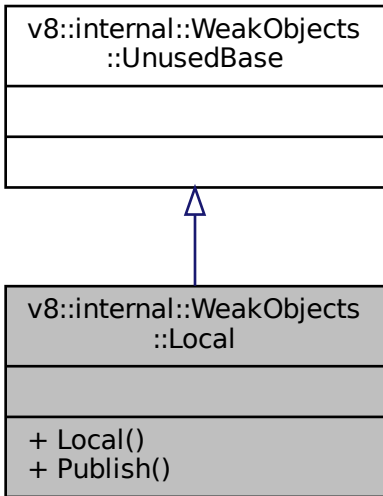 v8::internal::WeakObjects
::UnusedBase
v8::internal::WeakObjects
::Local
+ Local()
+ Publish()